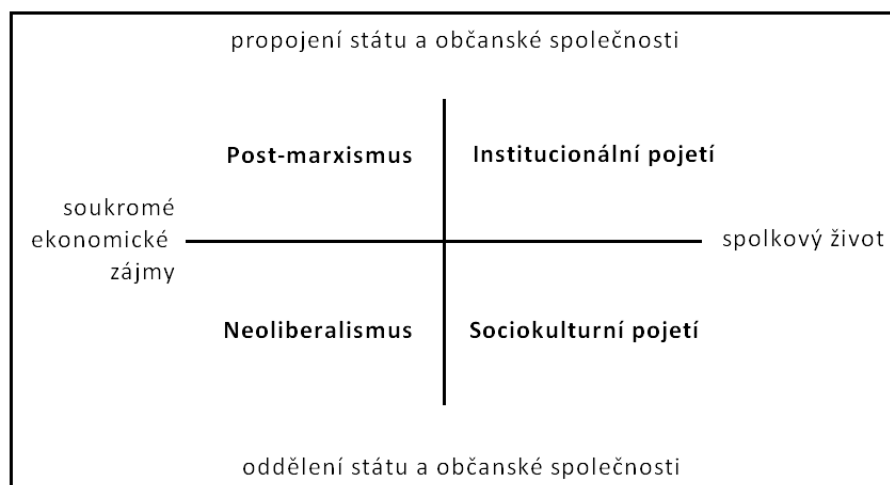 propojení státu a občanské společnosti
Post-marxismus
Institucionální pojetí
soukromé
ekonomické
zájmy
spolkový život
Neoliberalismus
Sociokulturní pojetí
oddělení státu a občanské společnosti